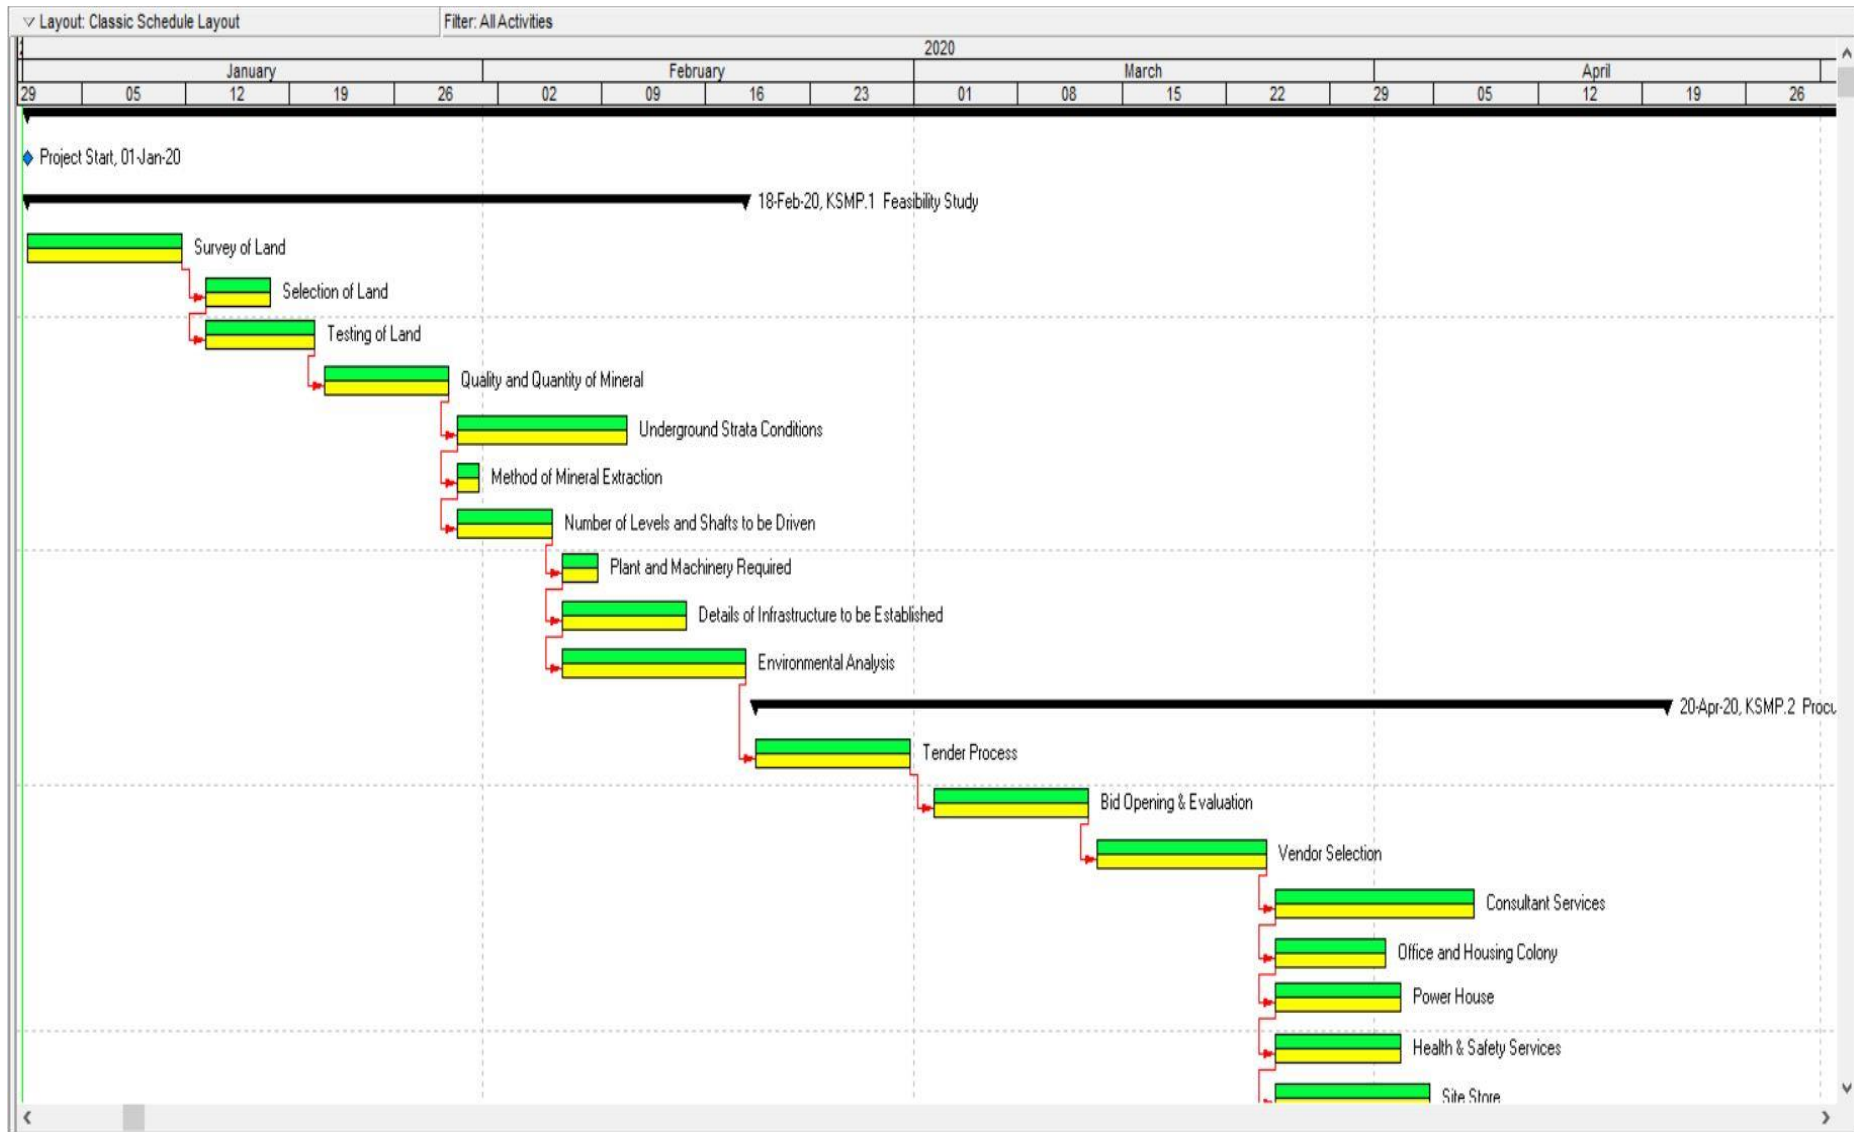 Layout: Classic Schedule Layout Filter: All Activities
2020
January February March April
29 05 12 19 26 02 09 16 23 01 08 15 22 29 05 12 19 26
Project Start, 01-Jan-20
18-Feb-20, KSMP.1 Feasibility Study
Survey of Land
Selection of Land
Testing of Land
Quality and Quantity of Mineral
Underground Strata Conditions
Method of Mineral Extraction
Number of Levels and Shafts to be Driven
Plant and Machinery Required
Details of Infrastructure to be Established
Environmental Analysis
20-Apr-20, KSMP.2 Procu
Tender Process
Bid Opening & Evaluation
Vendor Selection
Consultant Services
Office and Housing Colony
Power House
Health & Safety Services
Site Store